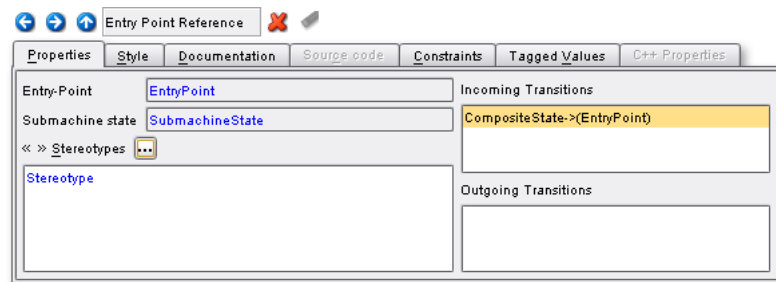 Entry Point Reference
Properties Style Documentation Source code Constraints Tagged Values C++ Properties
Entry-Point EntryPoint
Submachine state SubmachineState
« » Stereotypes ...
Stereotype
Incoming Transitions
CompositeState->(EntryPoint)
Outgoing Transitions